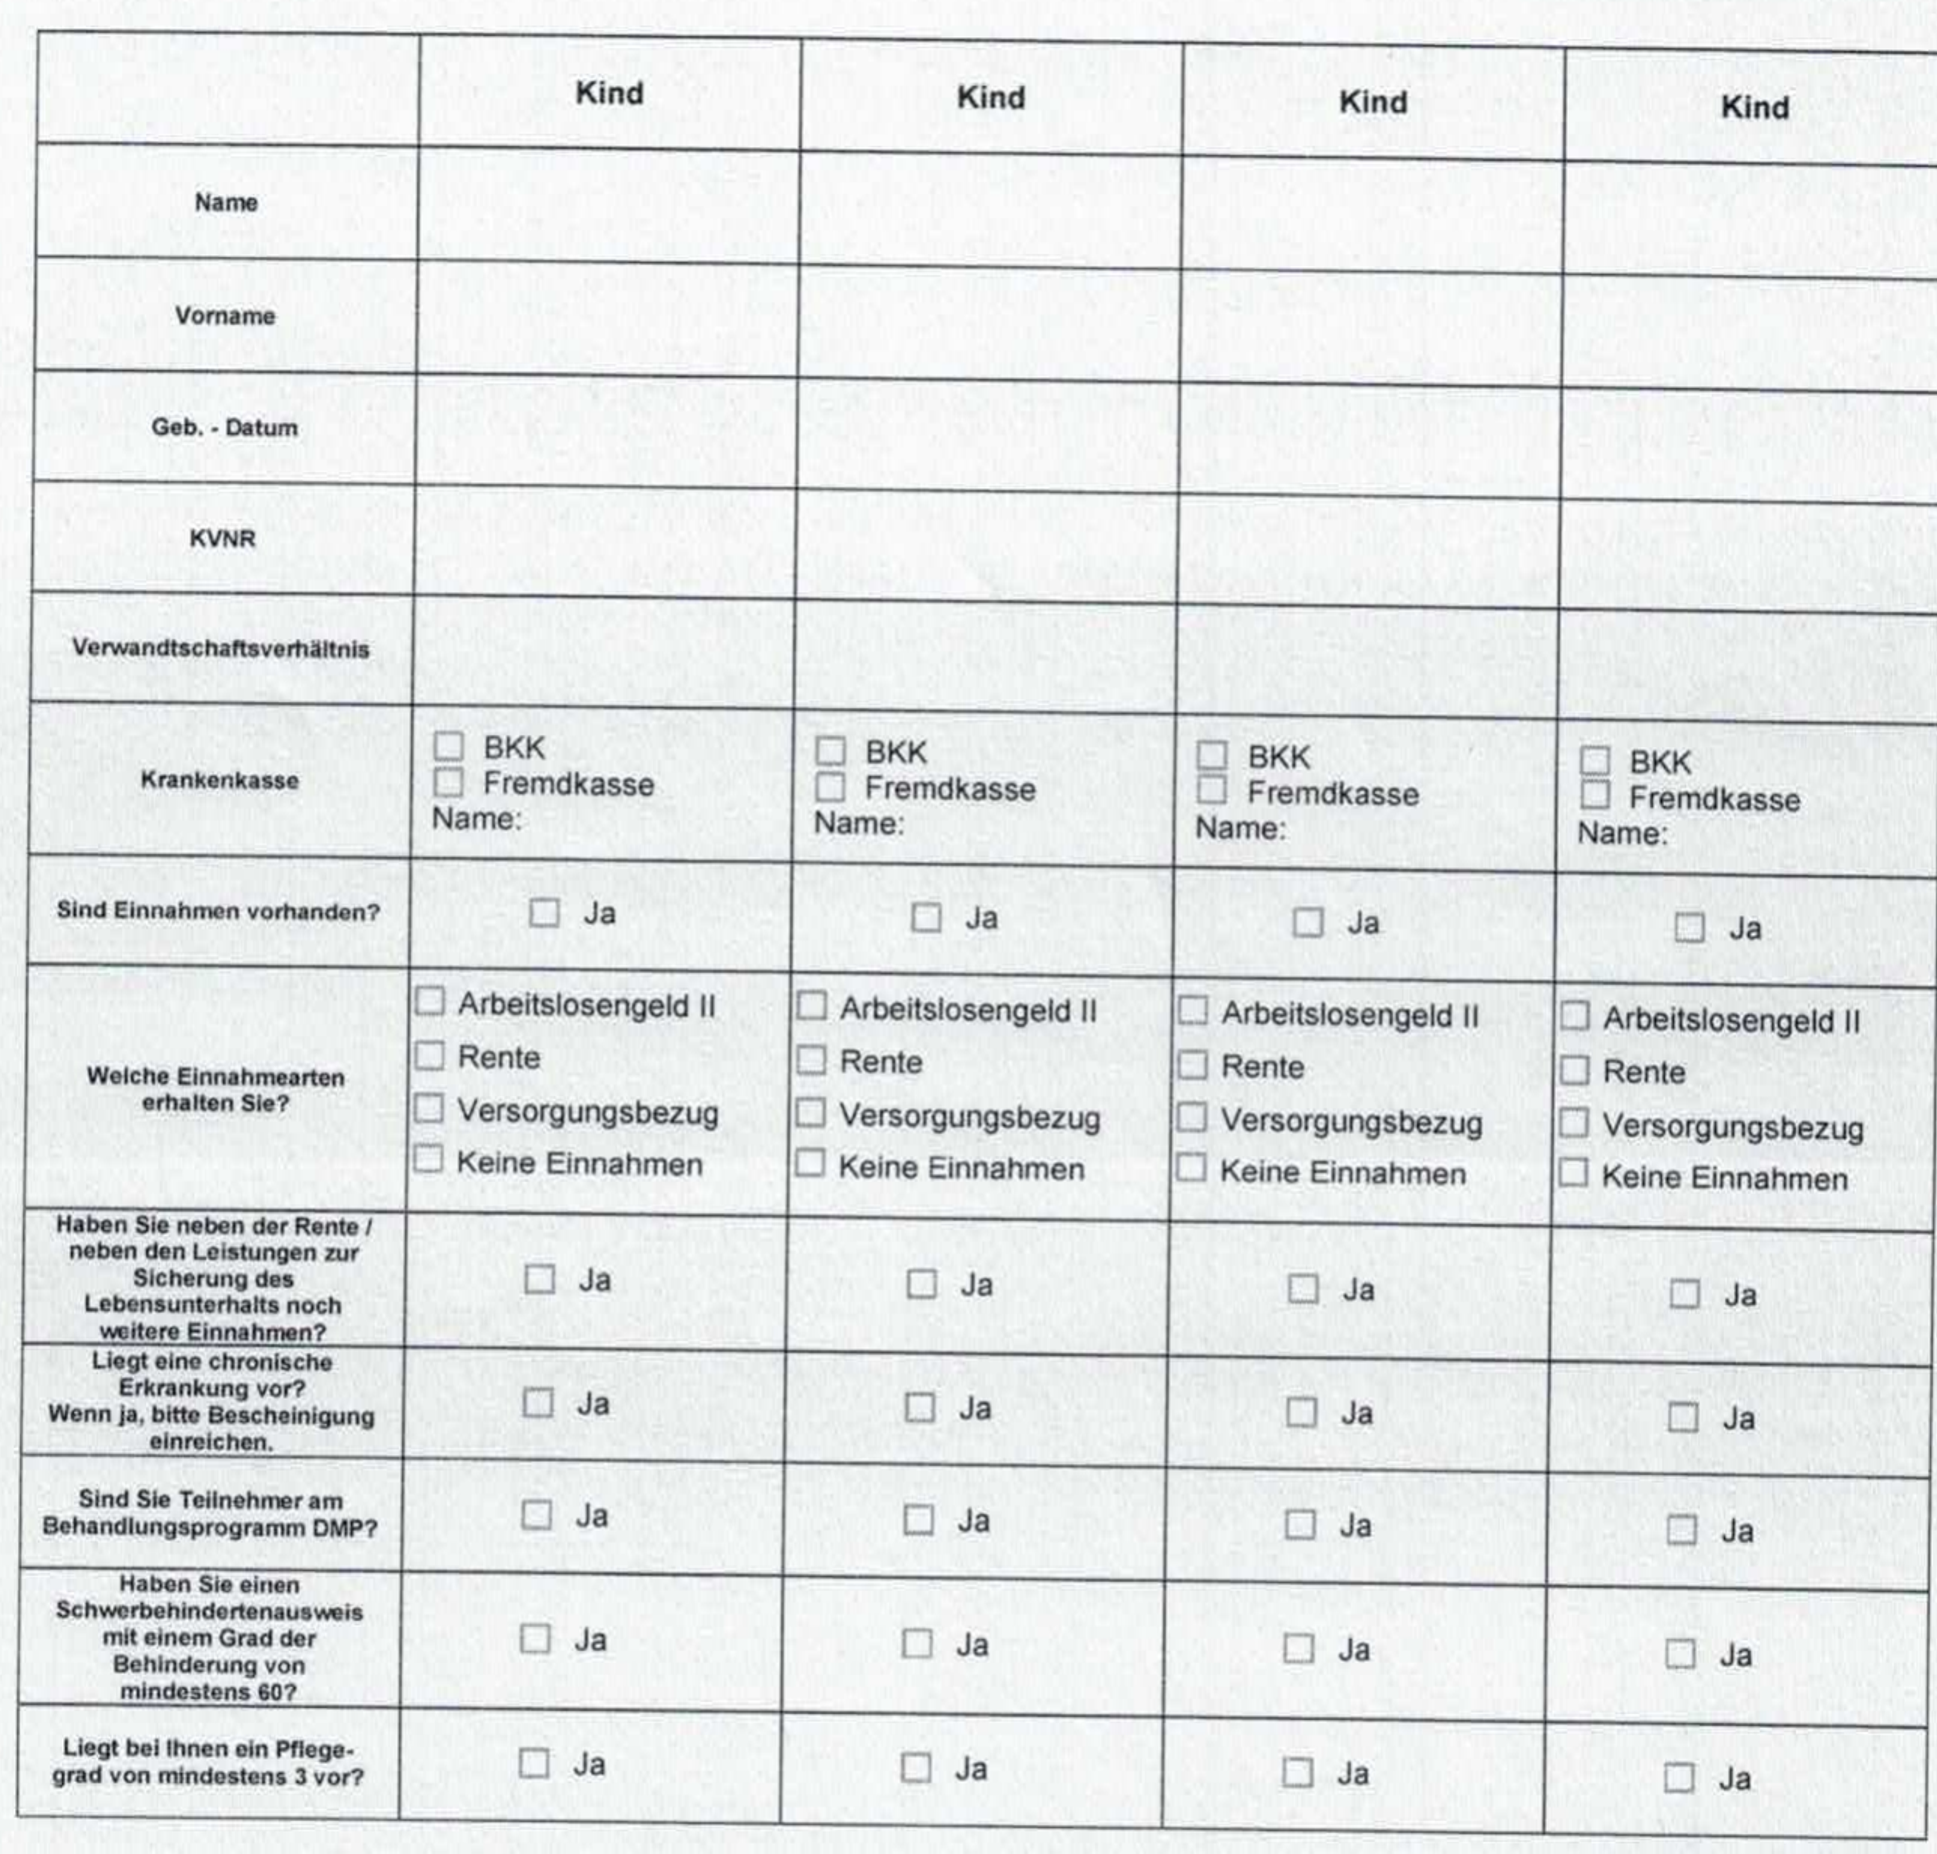 Kind Kind Kind Kind
Name
Vorname
Geb. - Datum
KVNR
Verwandtschaftsverhältnis
Krankenkasse
BKK BKK BKK BKK
Fremdkasse Fremdkasse Fremdkasse Fremdkasse
Name: Name: Name: Name:
Sind Einnahmen vorhanden? Ja Ja Ja Ja
Welche Einnahmearten
erhalten Sie?
Arbeitslosengeld II Arbeitslosengeld II Arbeitslosengeld II Arbeitslosengeld II
Rente Rente Rente Rente
Versorgungsbezug Versorgungsbezug Versorgungsbezug Versorgungsbezug
Keine Einnahmen Keine Einnahmen Keine Einnahmen Keine Einnahmen
Haben Sie neben der Rente /
neben den Leistungen zur
Sicherung des
Lebensunterhalts noch
weitere Einnahmen?
Ja Ja Ja Ja
Liegt eine chronische
Erkrankung vor?
Wenn ja, bitte Bescheinigung
einreichen.
Ja Ja Ja Ja
Sind Sie Teilnehmer am
Behandlungsprogramm DMP?
Ja Ja Ja Ja
Haben Sie einen
Schwerbehindertenausweis
mit einem Grad der
Behinderung von
mindestens 60?
Ja Ja Ja Ja
Liegt bei Ihnen ein Pflege-
grad von mindestens 3 vor?
Ja Ja Ja Ja